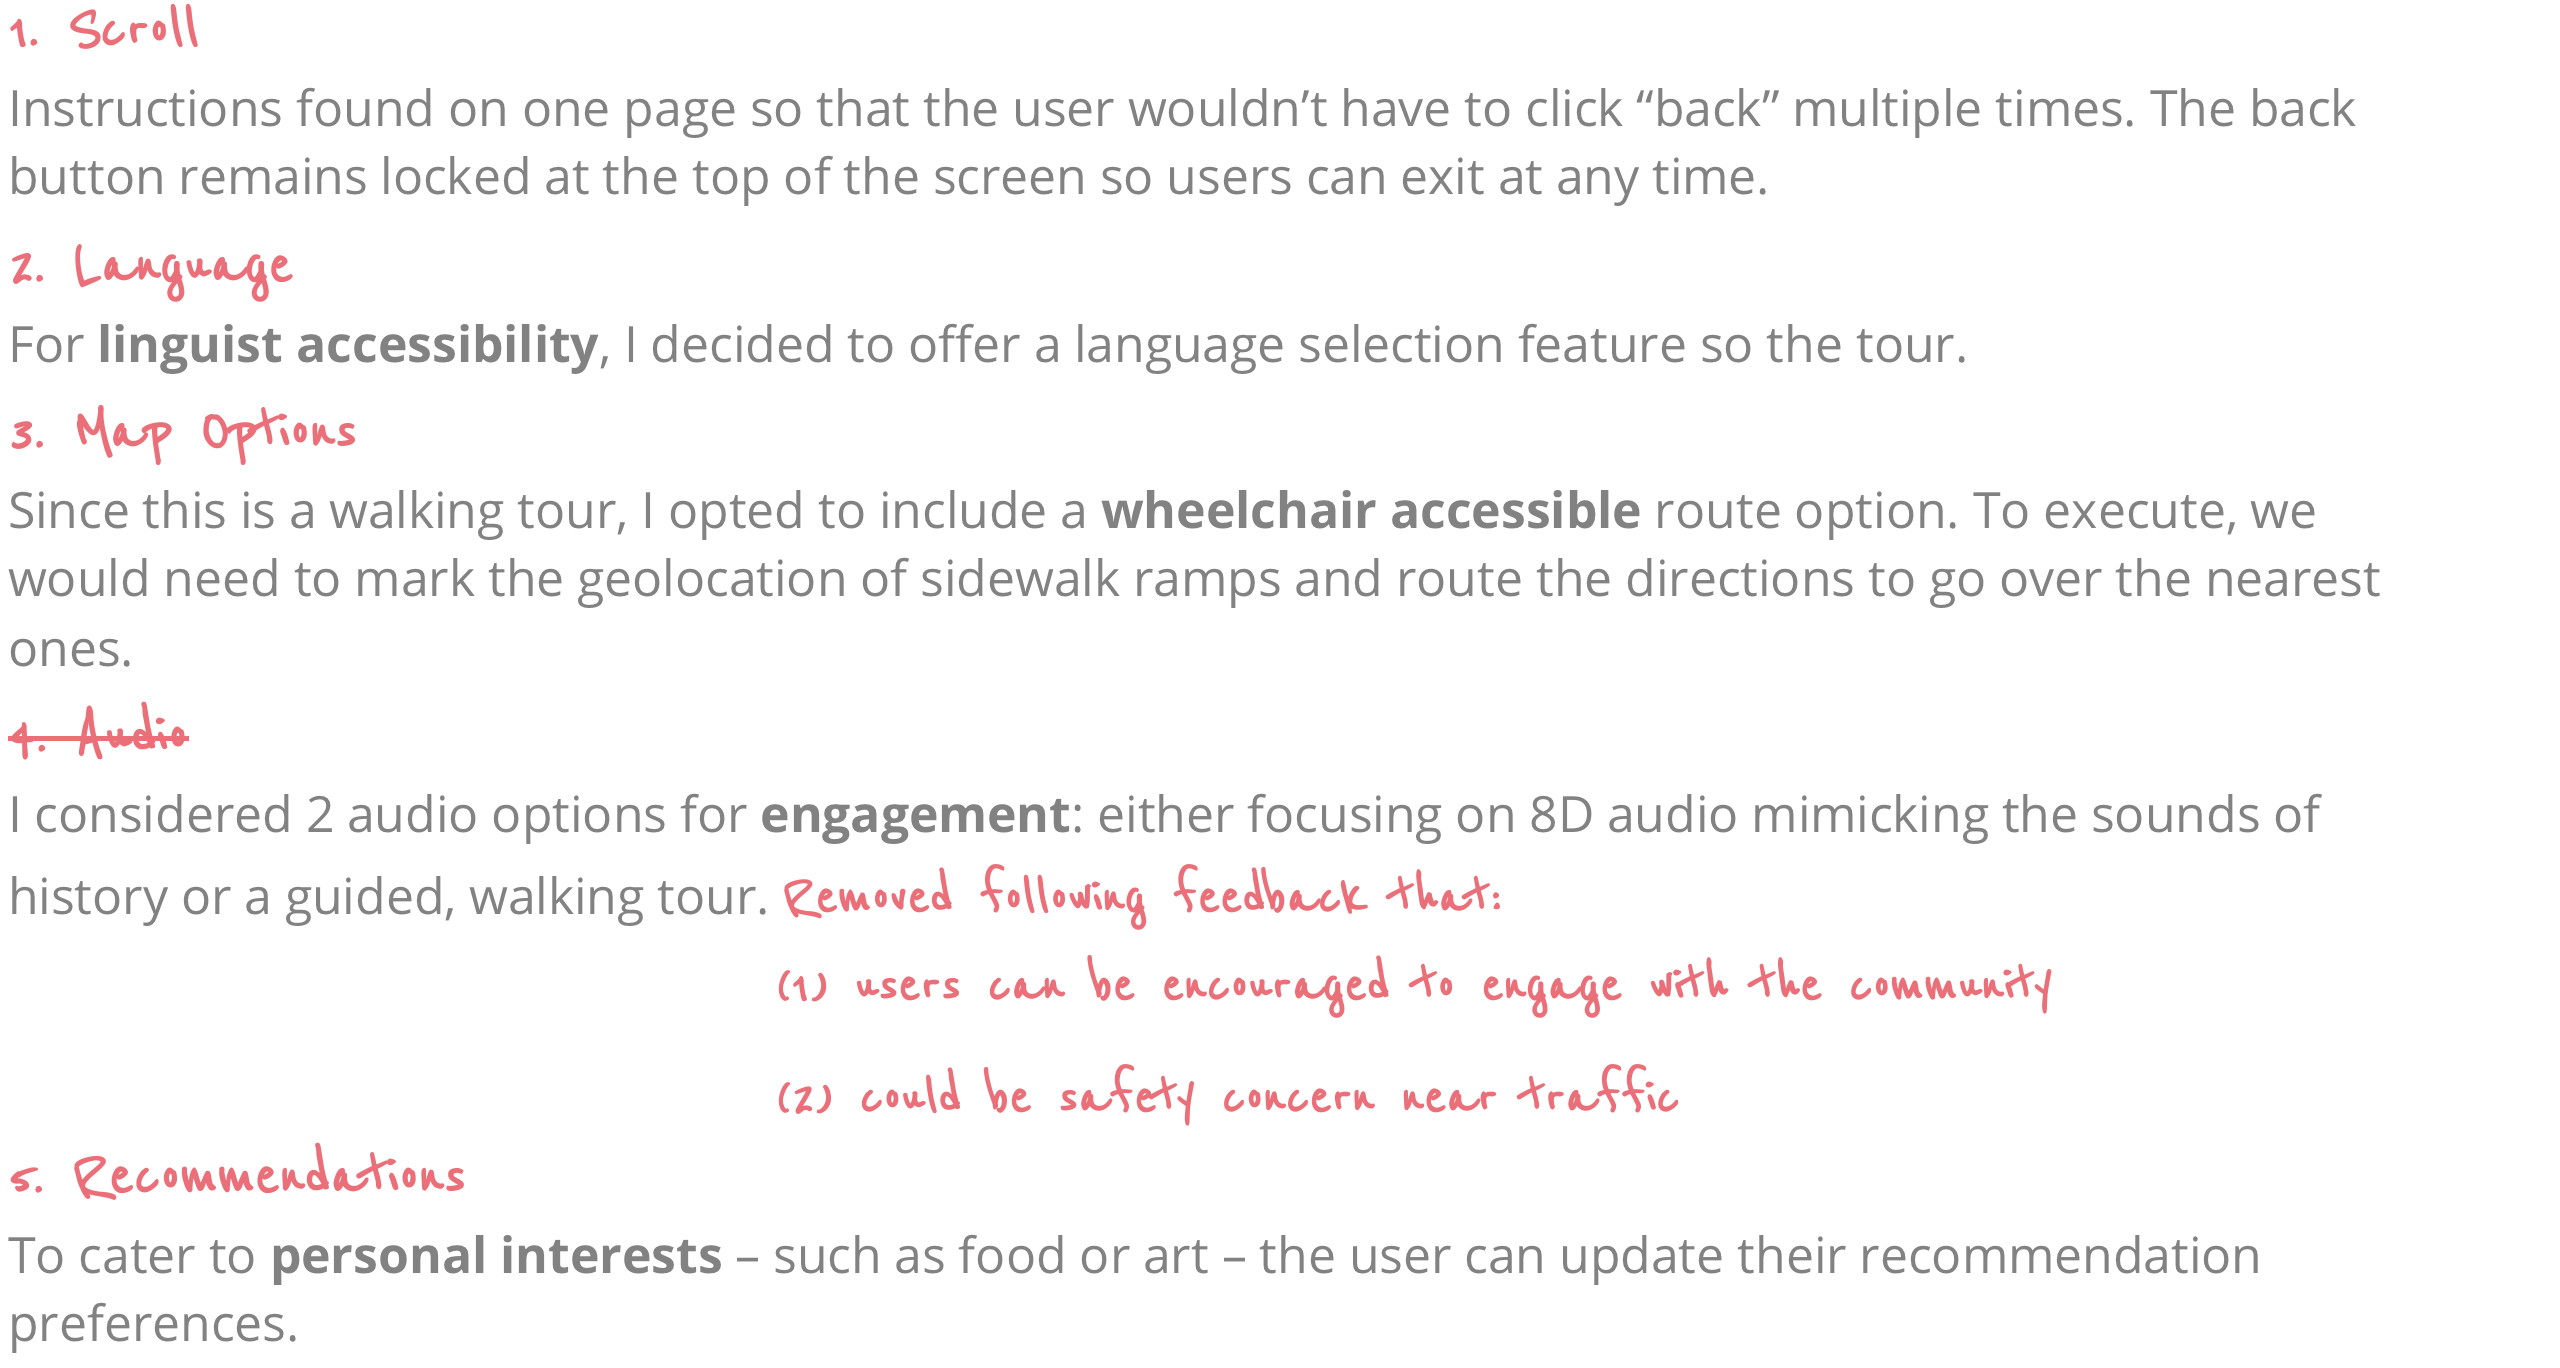 1. Scroll
Instructions found on one page so that the user wouldn’t have to click “back” multiple times. The back
button remains locked at the top of the screen so users can exit at any time.
2. Language
For linguist accessibility, I decided to offer a language selection feature so the tour.
3. Map Options
Since this is a walking tour, I opted to include a wheelchair accessible route option. To execute, we
would need to mark the geolocation of sidewalk ramps and route the directions to go over the nearest
ones.
4. Audio
I considered 2 audio options for engagement: either focusing on 8D audio mimicking the sounds of
history or a guided, walking tour. Removed following feedback that:
(1) users can be encouraged to engage with the community
(2) could be safety concern near traffic
5. Recommendations
To cater to personal interests – such as food or art – the user can update their recommendation
preferences.